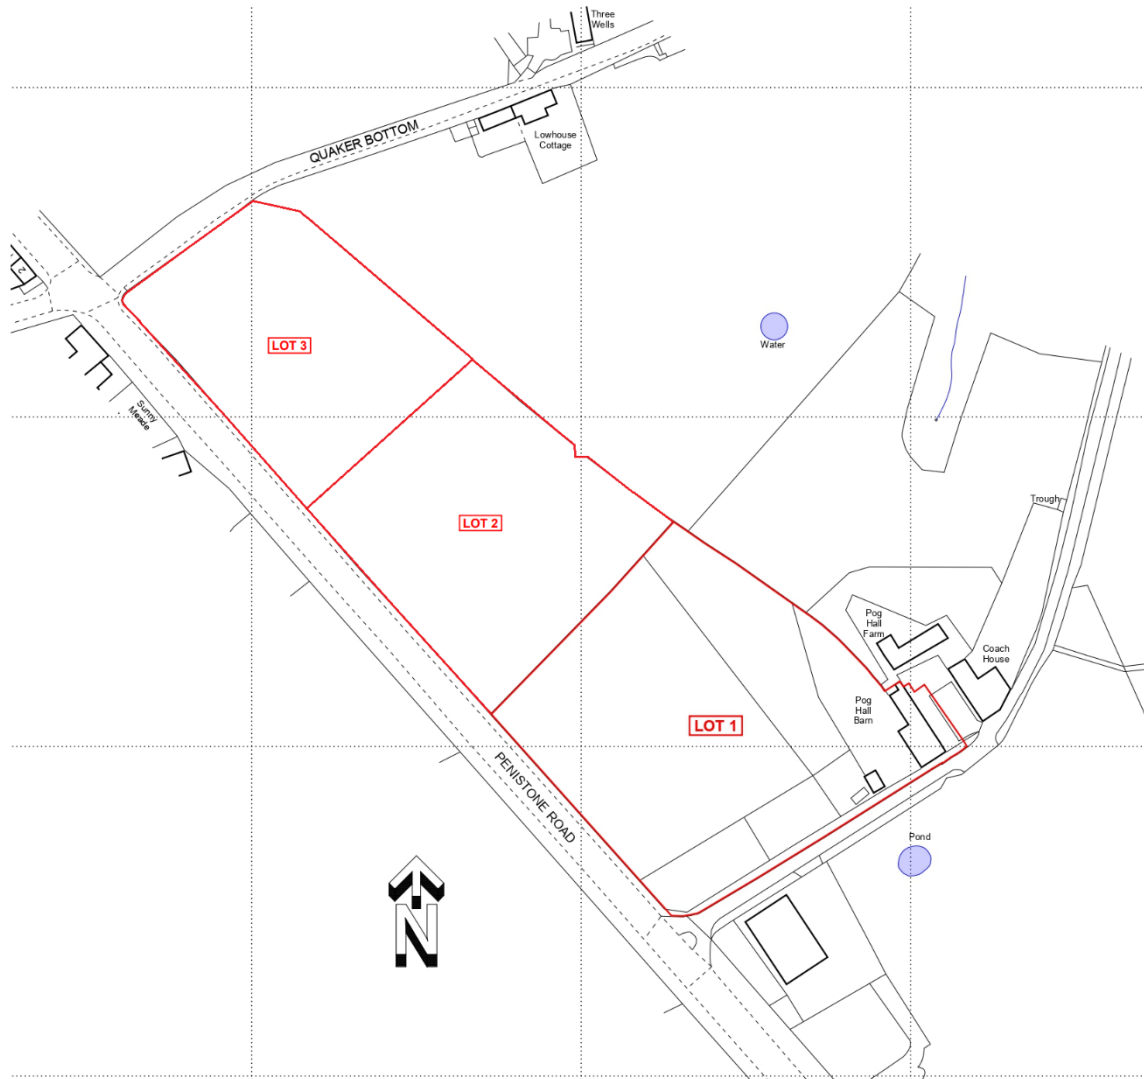 Three
Wells
QUAKER BOTTOM
Lowhouse
Cottage
2
LOT 3
Water
Sunny
Meade
LOT 2
Trough
Pog
Hall
Farm
Coach
House
Pog
Hall
Barn
LOT 1
PENISTONE ROAD
Pond
N